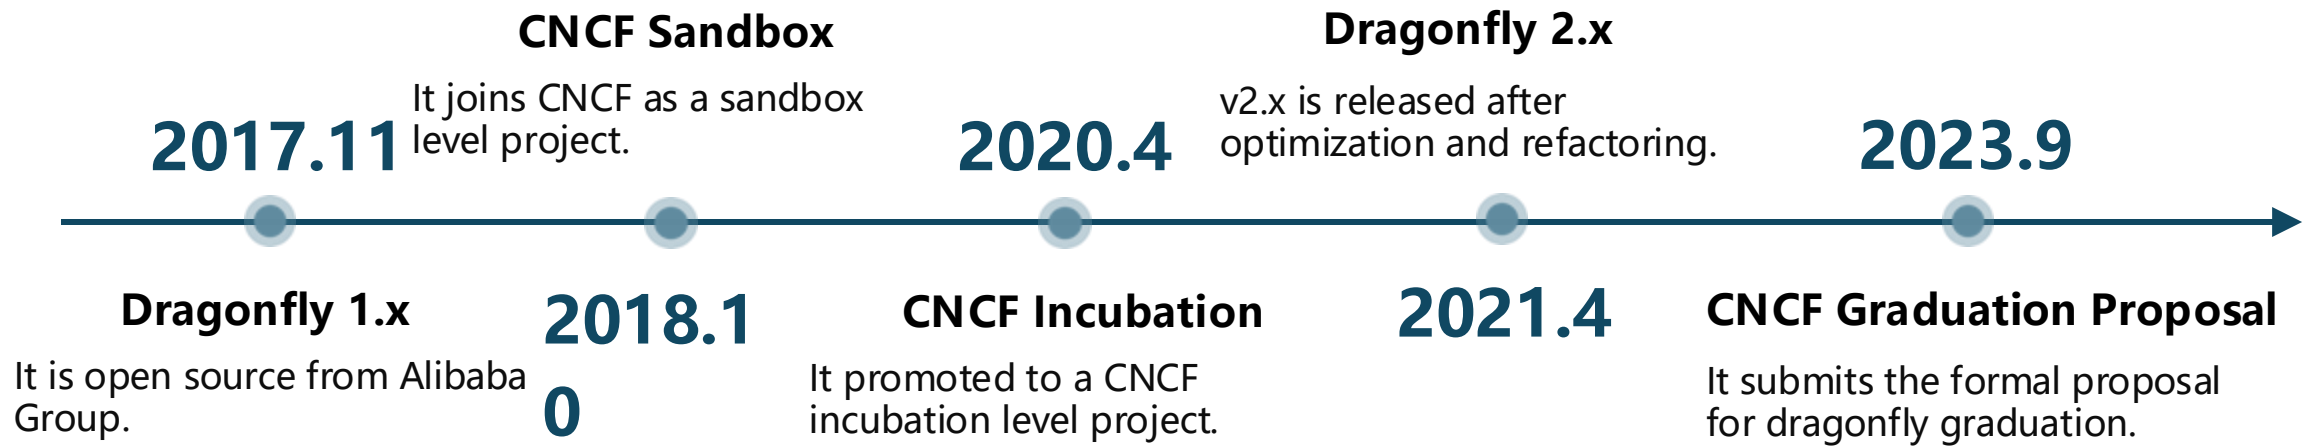 2017.11
Dragonfly 1.x
It is open source from Alibaba
Group.
CNCF Sandbox
It joins CNCF as a sandbox
level project.
2018.1
0
2020.4
CNCF Incubation
It promoted to a CNCF
incubation level project.
Dragonfly 2.x
v2.x is released after
optimization and refactoring.
2021.4
2023.9
CNCF Graduation Proposal
It submits the formal proposal
for dragonfly graduation.